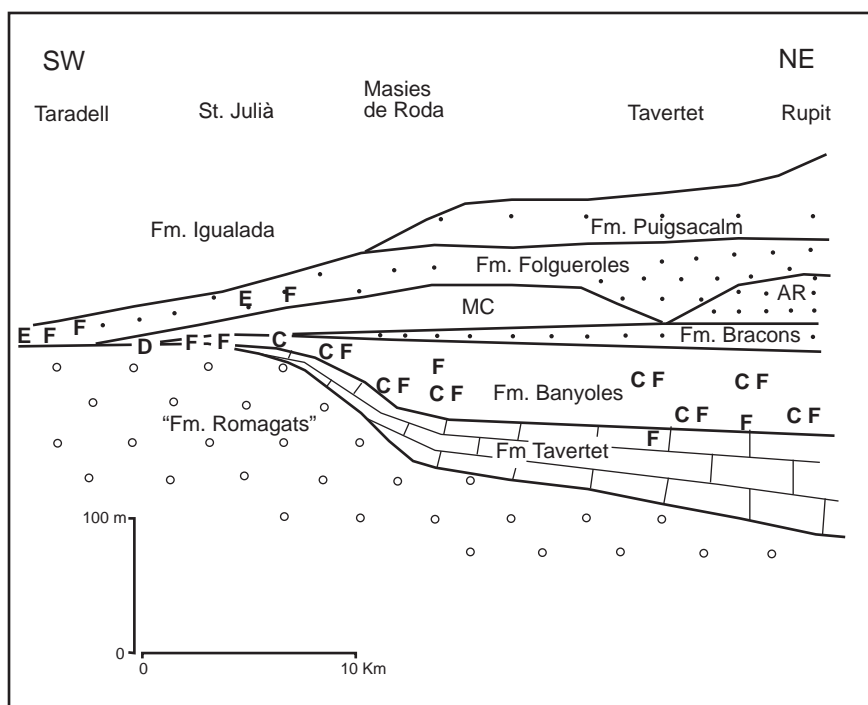 SW NE
Taradell St. Julià Masies de Roda Tavertet Rupit
Fm. Igualada
Fm. Puigsacalm
Fm. Folgueroles
E F
MC AR
E F F
Fm. Bracons
D F F C C F
F
C F C F
C F Fm. Banyoles
C F C F
F F
"Fm. Romagats"
Fm Tavertet
100 m
0
0 10 Km